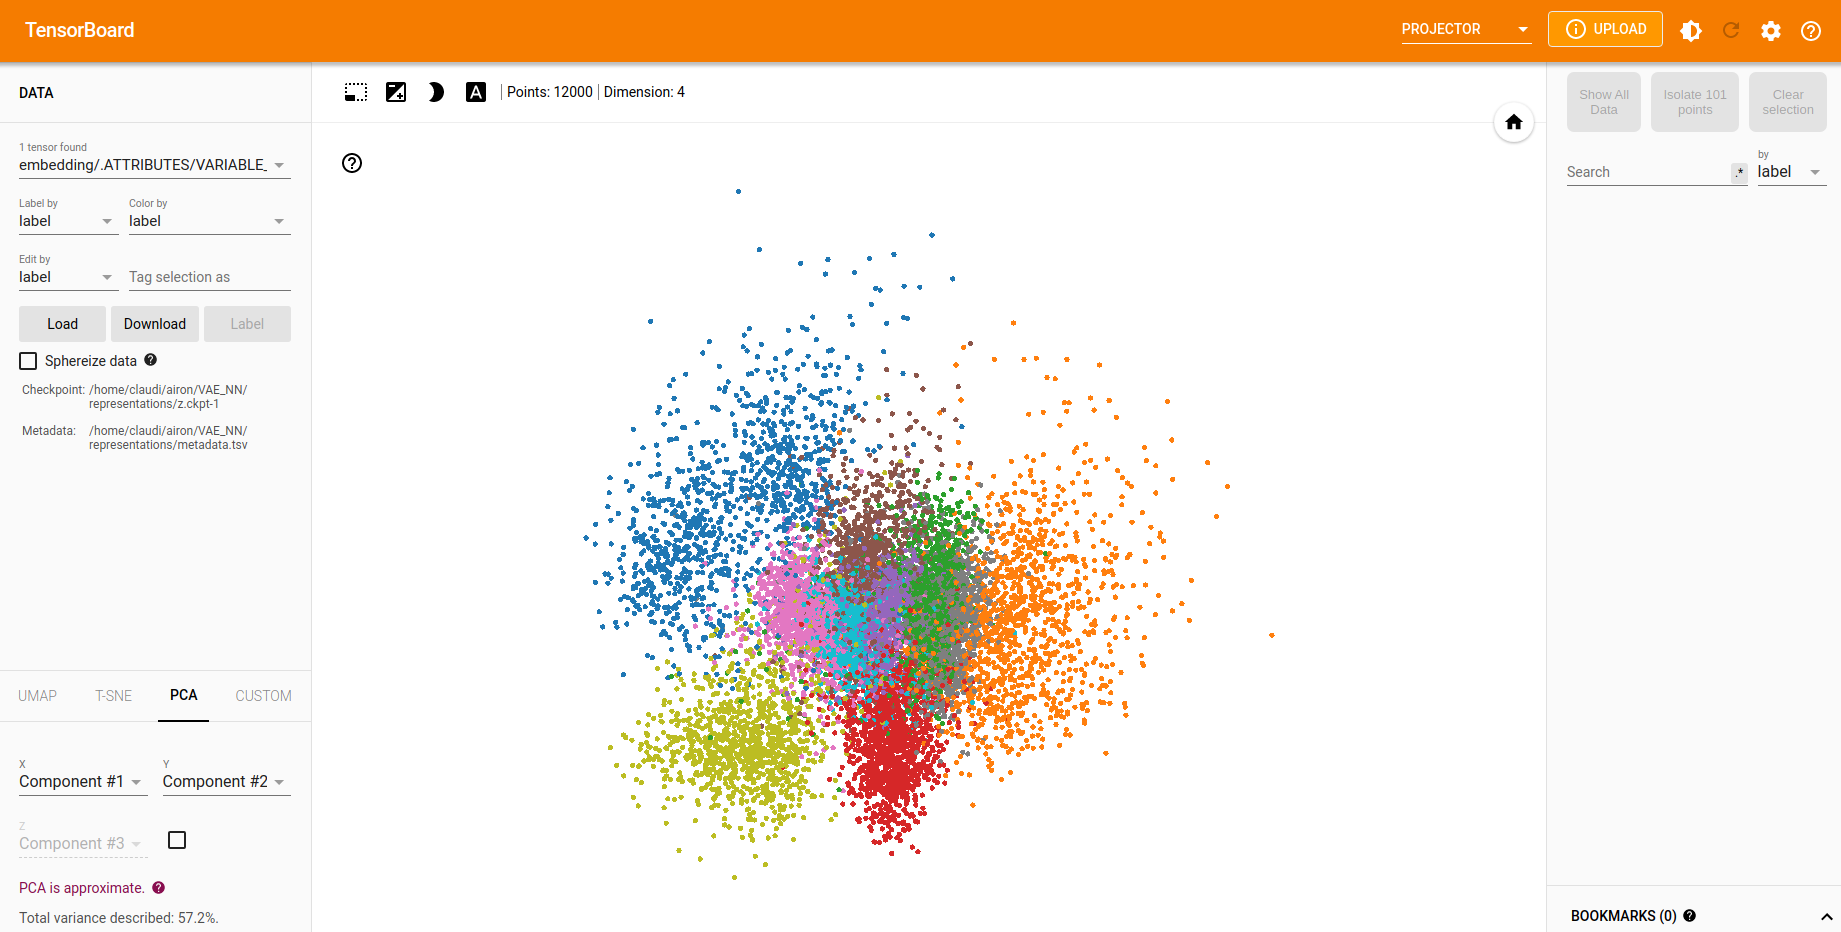 TensorBoard
PROJECTOR
UPLOAD
DATA
Points: 12000 | Dimension: 4
1 tensor found
embedding/.ATTRIBUTES/VARIABLE_
Label by
Color by
label
label
Edit by
label
Tag selection as
Load
Download
Label
Sphereize data
Checkpoint: /home/claudi/airon/VAE_NN/
representations/z.ckpt-1
Metadata: /home/claudi/airon/VAE_NN/
representations/metadata.tsv
UMAP
T-SNE
PCA
CUSTOM
X
Y
Component #1
Component #2
Z
Component #3
PCA is approximate.
Total variance described: 57.2%.
Show All
Data
Isolate 101
points
Clear
selection
Search
.*
by
label
BOOKMARKS (0)